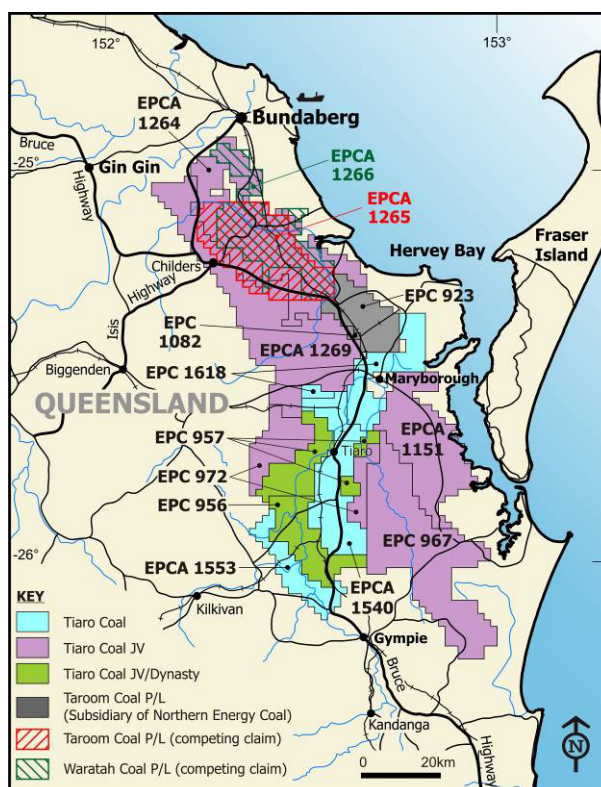 152
153
EPCA
1264
Bundaberg
Bruce
Gin Gin
-25°
EPCA
1266
EPCA
1265
Highway
Hervey Bay
Fraser
Island
Childers
Highway
EPC 923
EPC
1082
Isis
EPCA 1269
Biggenden
EPC 1618
Maryborough
QUEENSLAND
EPCA
1151
EPC 957
Tiaro
EPC 972
EPC 956
EPC 967
-26°
EPCA 1553
EPCA
1540
Kilkivan
KEY
Tiaro Coal
Tiaro Coal JV
Tiaro Coal JV/Dynasty
Taroom Coal P/L
(Subsidiary of Northern Energy Coal)
Taroom Coal P/L (competing claim)
Waratah Coal P/L (competing claim)
Gympie
Bruce
Kandanga
Highway
0 20km
N